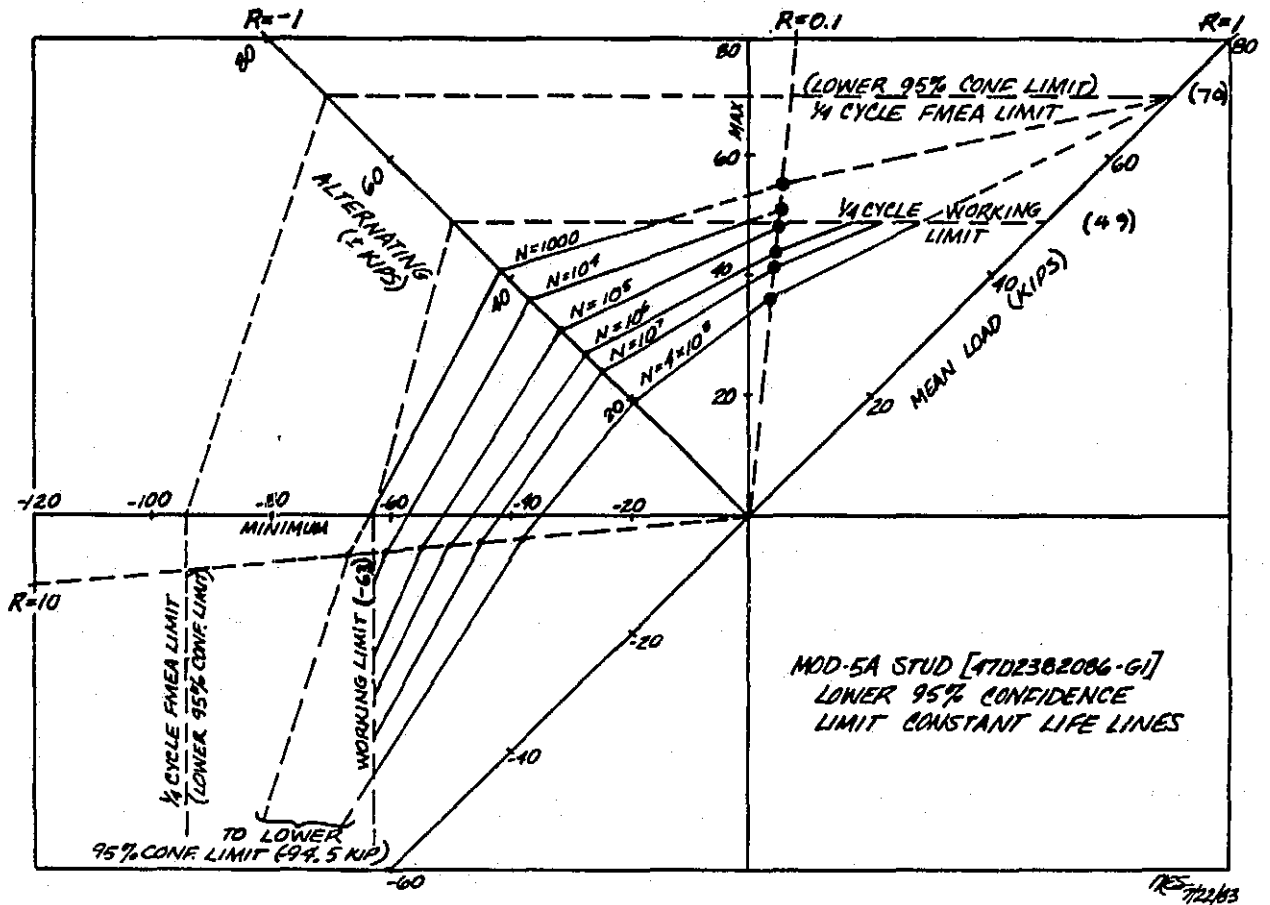 R=-1
R=0.1
R=1
80
80
80
(LOWER 95% CONF LIMIT)
1/4 CYCLE FMEA LIMIT
(70)
MAX
60
60
60
ALTERNATING
(± KIPS)
1/4 CYCLE WORKING
LIMIT
(49)
N=1000
N=10⁴
N=10⁵
N=10⁶
N=10⁷
N=4×10⁸
40
40
40
MEAN LOAD (KIPS)
20
20
20
-120
-100
-80
-60
-40
-20
MINIMUM
R=10
1/4 CYCLE FMEA LIMIT
(LOWER 95% CONF. LIMIT)
WORKING LIMIT (-63)
-20
-40
-60
MOD-5A STUD [47D2382086-G1]
LOWER 95% CONFIDENCE
LIMIT CONSTANT LIFE LINES
TO LOWER
95% CONF. LIMIT (-94.5 KIP)
7/22/83